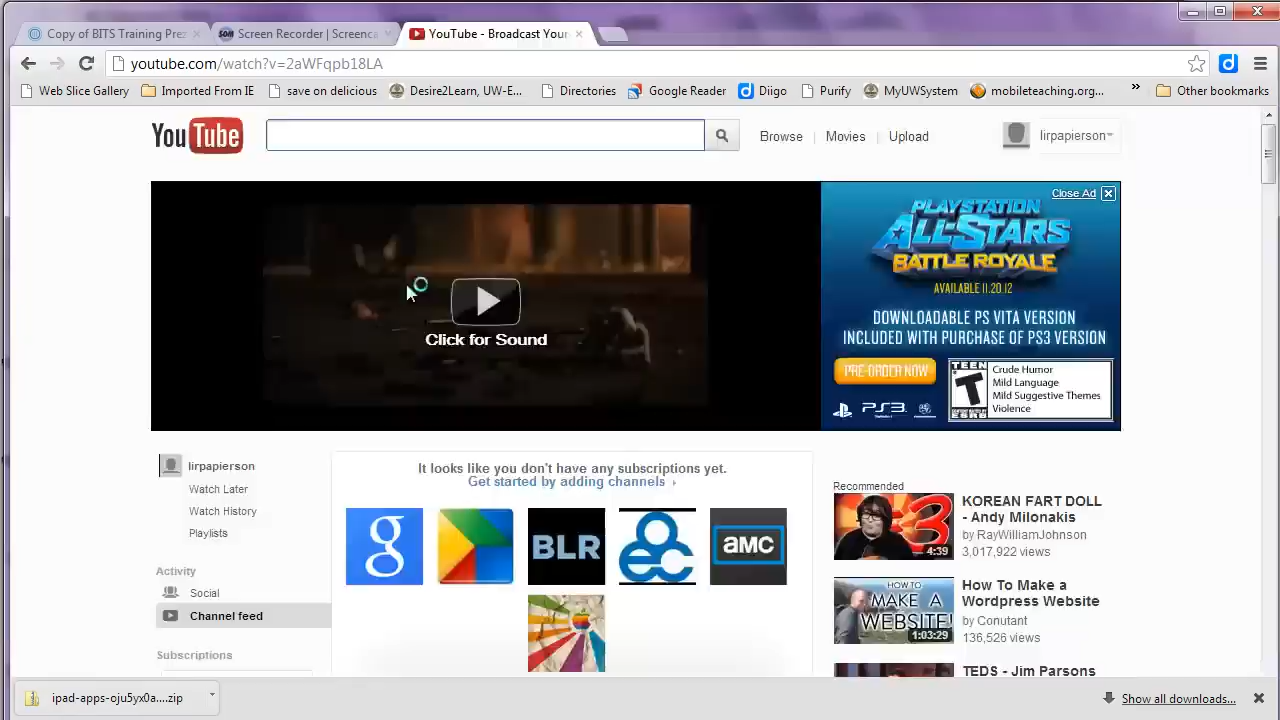 Copy of BITS Training Pres
Screen Recorder | Screenca
YouTube - Broadcast Your
youtube.com/watch?v=2aWFqpb18LA
Web Slice Gallery
Imported From IE
save on delicious
Desire2Learn, UW-E...
Directories
Google Reader
Diigo
Purify
MyUWSystem
mobileteaching.org...
»
Other bookmarks
YouTube
Browse | Movies | Upload
lirpapierson
Click for Sound
Close Ad
PLAYSTATION
ALL-STARS
BATTLE ROYALE
AVAILABLE 11.20.12
DOWNLOADABLE PS VITA VERSION
INCLUDED WITH PURCHASE OF PS3 VERSION
PRE-ORDER NOW
PS3
TEEN
T
ESRB
Crude Humor
Mild Language
Mild Suggestive Themes
Violence
lirpapierson
Watch Later
Watch History
Playlists
Activity
Social
Channel feed
Subscriptions
It looks like you don't have any subscriptions yet.
Get started by adding channels ›
g
BLR
ec
aMC
Recommended
KOREAN FART DOLL
- Andy Milonakis
by RayWilliamJohnson
3,017,922 views
3
4:39
How To Make a
Wordpress Website
by Conutant
136,526 views
HOW TO
MAKE A
WEBSITE!
1:03:29
TEDS - Jim Parsons
ipad-apps-oju5yx0a....zip
Show all downloads...